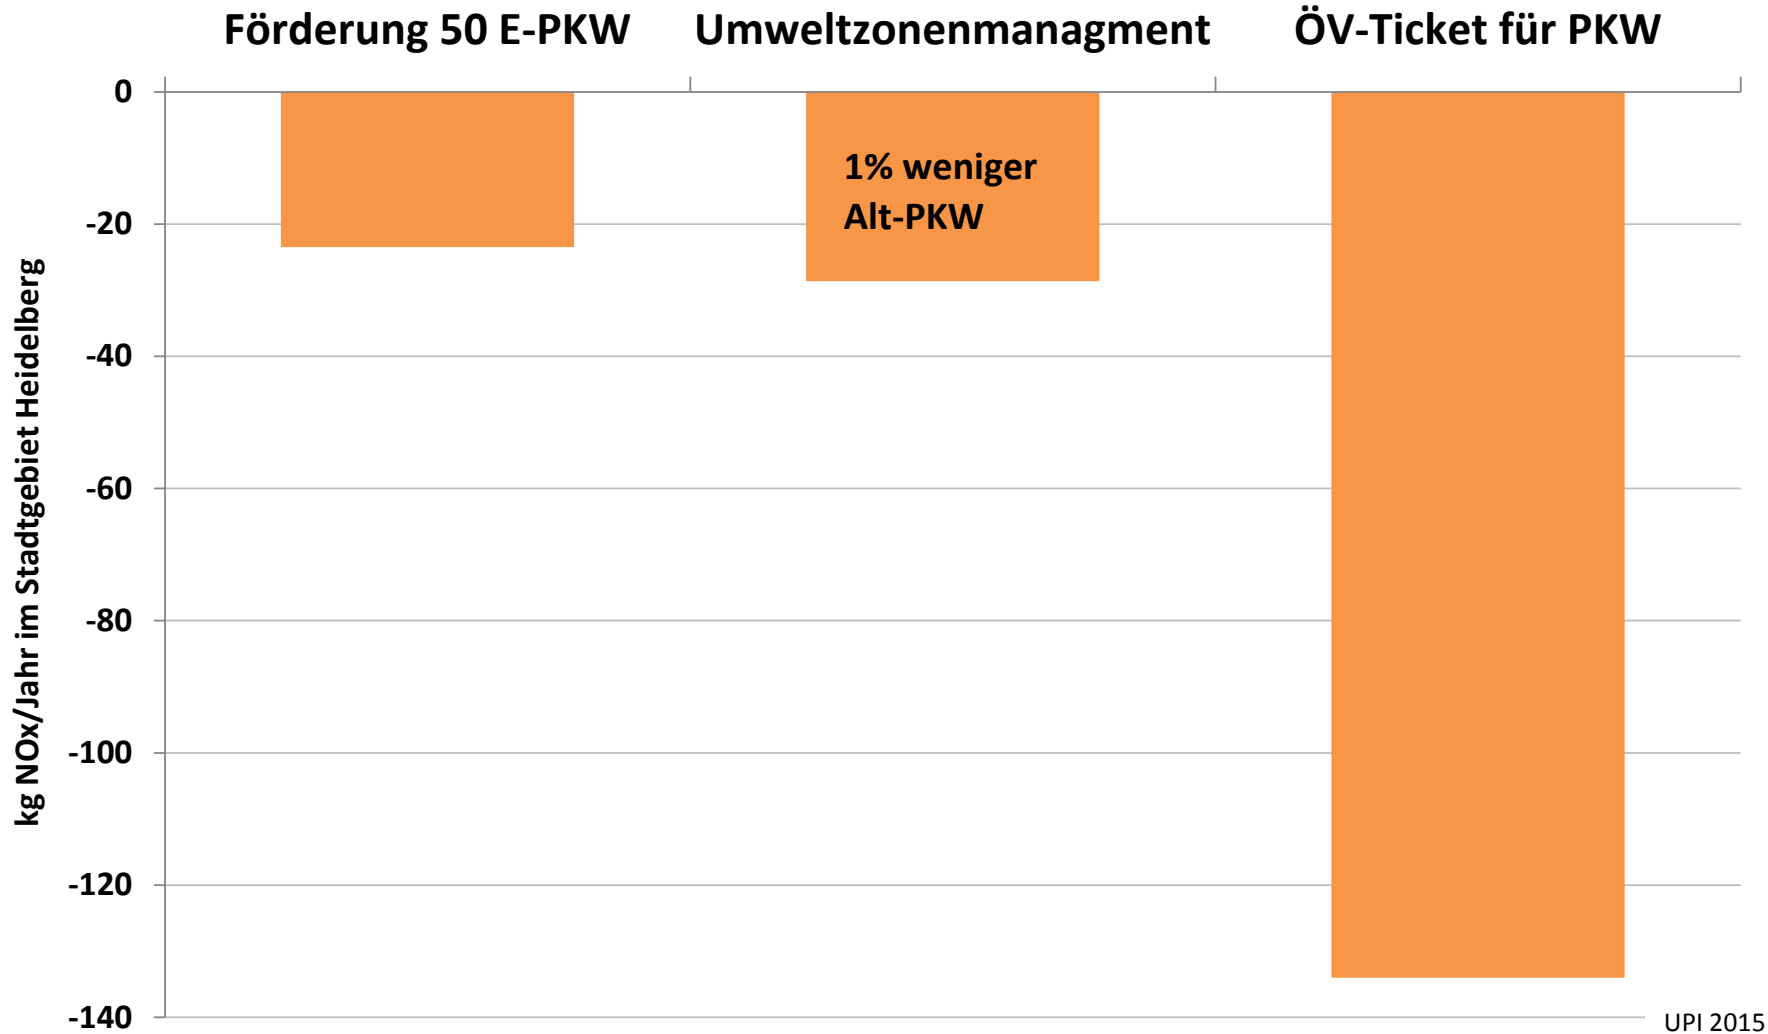 Förderung 50 E-PKW
Umweltzonenmanagment
ÖV-Ticket für PKW
0
-20
-40
-60
-80
-100
-120
-140
kg NOx/Jahr im Stadtgebiet Heidelberg
1% weniger
Alt-PKW
UPI 2015